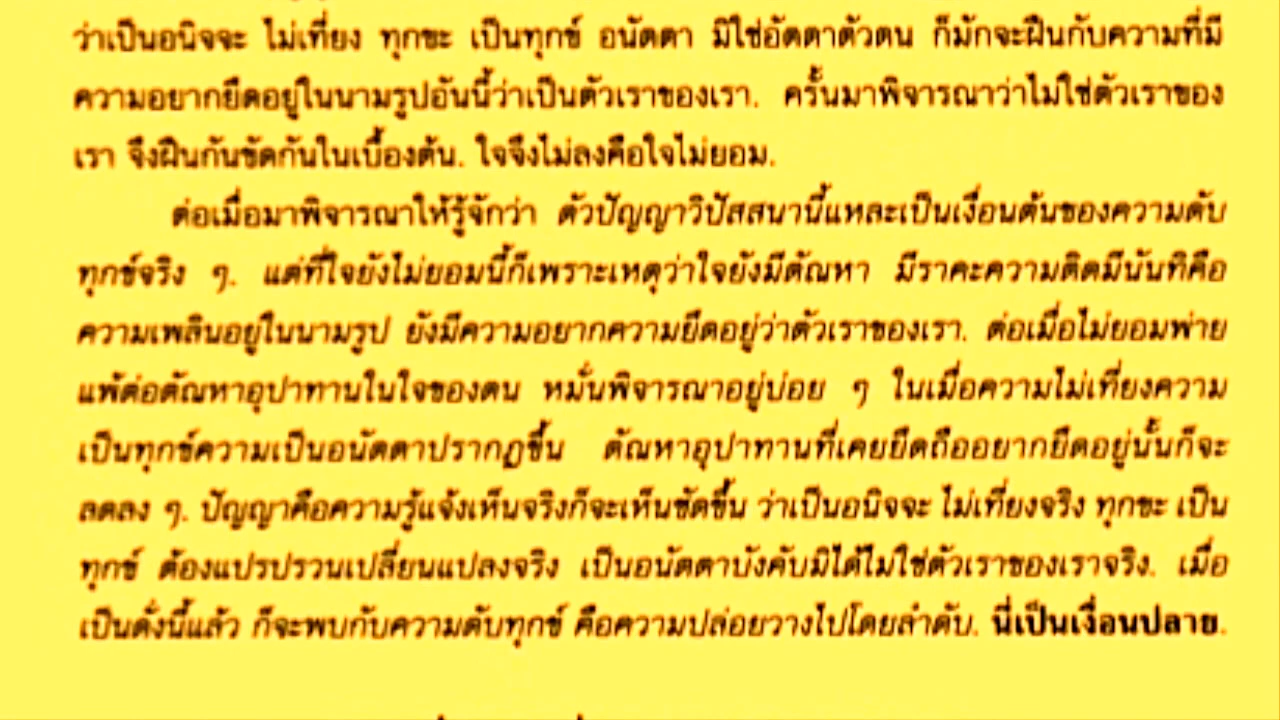 ว่าเป็นอนิจจะ ไม่เที่ยง ทุกขะ เป็นทุกข์ อนัตตา มิใช่อัตตาตัวตน ก็มักจะฝืนกับความที่มี
ความอยากยึดอยู่ในนามรูปอันนี้ว่าเป็นตัวเราของเรา. ครั้นมาพิจารณาว่าไม่ใช่ตัวเราของ
เรา จึงฝืนกันขัดกันในเบื้องต้น. ใจจึงไม่ลงคือใจไม่ยอม.
ต่อเมื่อมาพิจารณาให้รู้จักว่า ตัวปัญญาวิปัสสนานี้แหละเป็นเงื่อนต้นของความดับ
ทุกข์จริง ๆ. แต่ที่ใจยังไม่ยอมนี้ก็เพราะเหตุว่าใจยังมีตัณหา มีราคะความติดมีนันทิคือ
ความเพลินอยู่ในนามรูป ยังมีความอยากความยึดอยู่ว่าตัวเราของเรา. ต่อเมื่อไม่ยอมพ่าย
แพ้ต่อตัณหาอุปาทานในใจของตน หมั่นพิจารณาอยู่บ่อย ๆ ในเมื่อความไม่เที่ยงความ
เป็นทุกข์ความเป็นอนัตตาปรากฏขึ้น ตัณหาอุปาทานที่เคยยึดถืออยากยึดอยู่นั้นก็จะ
ลดลง ๆ. ปัญญาคือความรู้แจ้งเห็นจริงก็จะเห็นชัดขึ้น ว่าเป็นอนิจจะ ไม่เที่ยงจริง ทุกขะ เป็น
ทุกข์ ต้องแปรปรวนเปลี่ยนแปลงจริง เป็นอนัตตาบังคับมิได้ไม่ใช่ตัวเราของเราจริง. เมื่อ
เป็นดั่งนี้แล้ว ก็จะพบกับความดับทุกข์ คือความปล่อยวางไปโดยลำดับ. นี่เป็นเงื่อนปลาย.